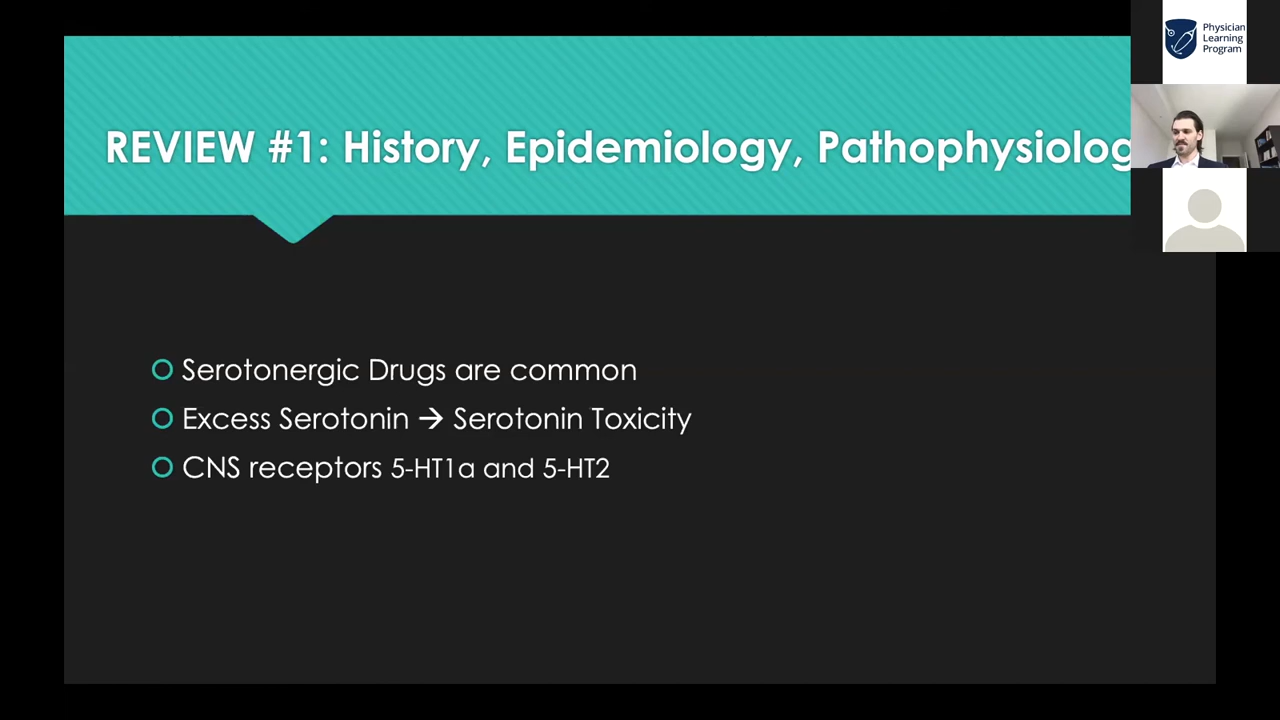 REVIEW #1: History, Epidemiology, Pathophysiolog
Serotonergic Drugs are common
Excess Serotonin → Serotonin Toxicity
CNS receptors 5-HT1a and 5-HT2
Physician
Learning
Program